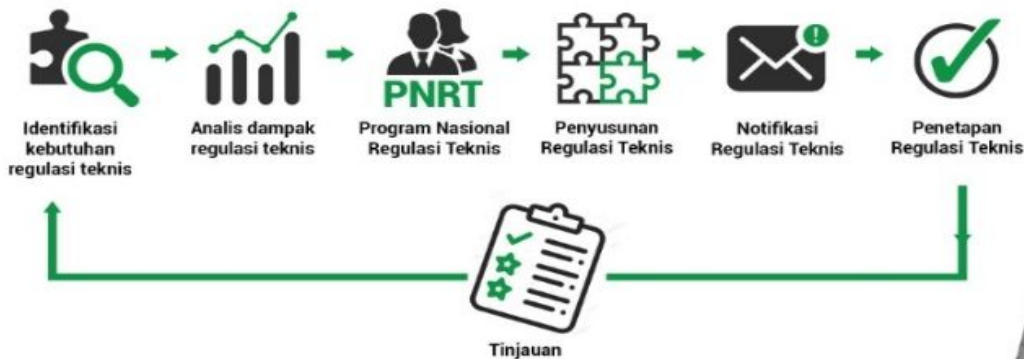 PNRT
Identifikasi
kebutuhan
regulasi teknis
Analis dampak
regulasi teknis
Program Nasional
Regulasi Teknis
Penyusunan
Regulasi Teknis
Notifikasi
Regulasi Teknis
Penetapan
Regulasi Teknis
Tinjauan